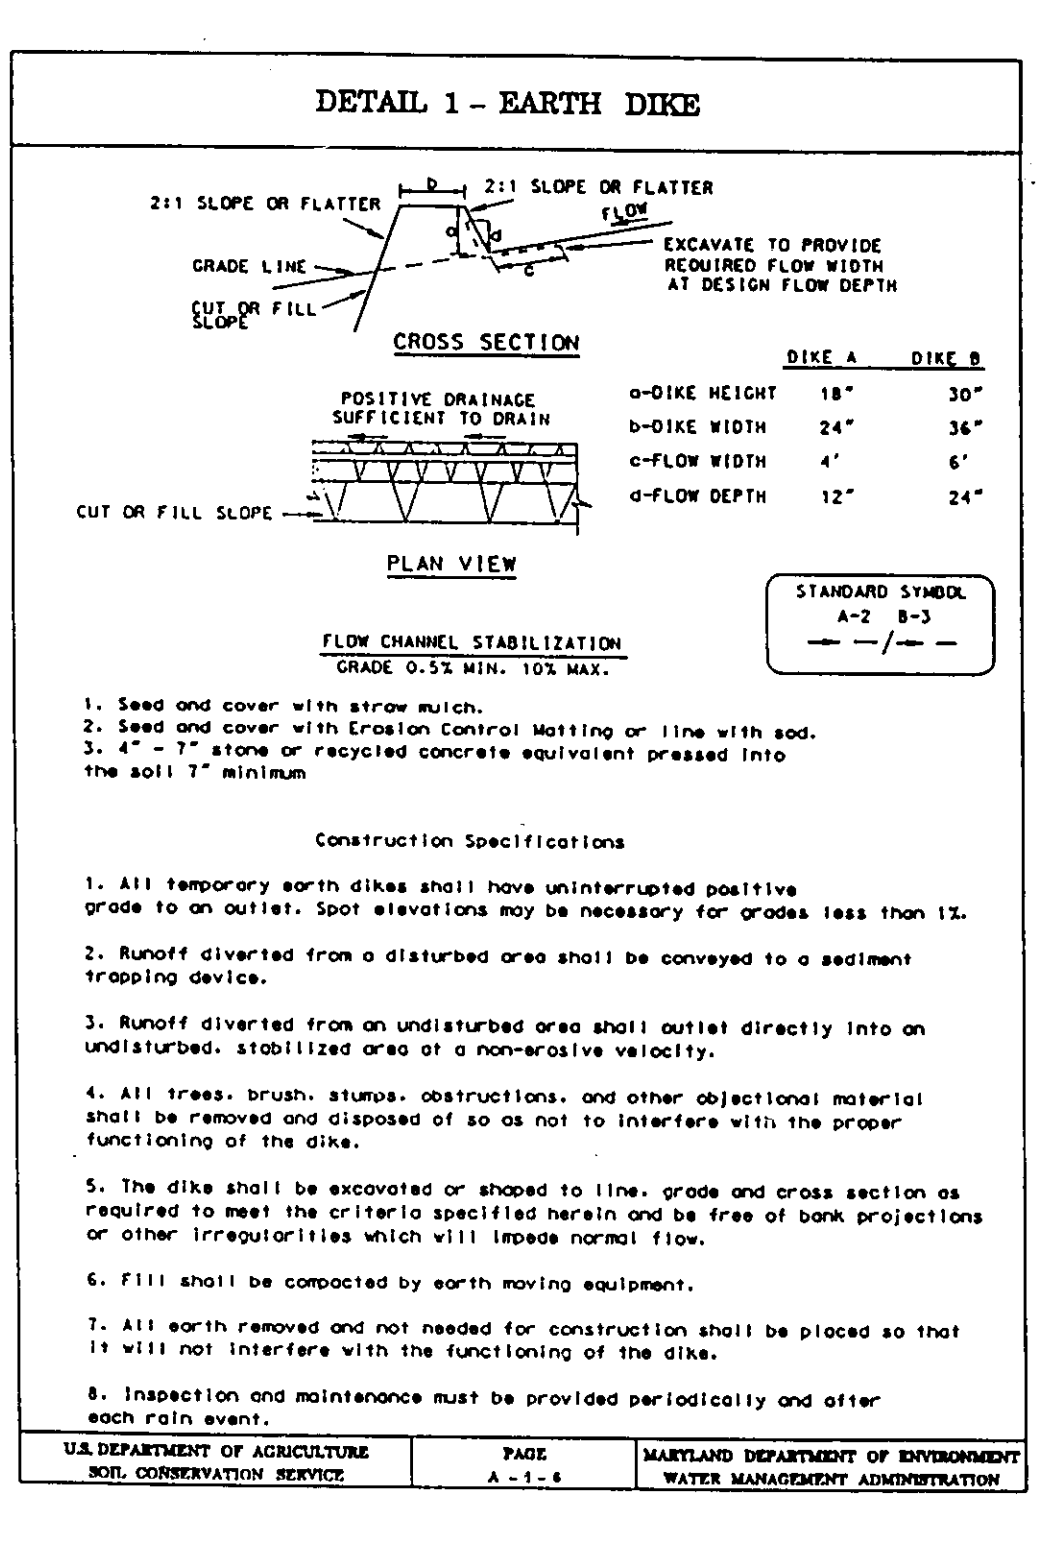 DETAIL 1 - EARTH DIKE
b
2:1 SLOPE OR FLATTER
2:1 SLOPE OR FLATTER
FLOW
a
d
EXCAVATE TO PROVIDE
REQUIRED FLOW WIDTH
AT DESIGN FLOW DEPTH
GRADE LINE
c
CUT OR FILL
SLOPE
CROSS SECTION
DIKE A DIKE B
a-DIKE HEIGHT 18" 30"
b-DIKE WIDTH 24" 36"
c-FLOW WIDTH 4' 6'
d-FLOW DEPTH 12" 24"
POSITIVE DRAINAGE
SUFFICIENT TO DRAIN
CUT OR FILL SLOPE
PLAN VIEW
STANDARD SYMBOL
A-2 B-3
FLOW CHANNEL STABILIZATION
GRADE 0.5% MIN. 10% MAX.
1. Seed and cover with straw mulch.
2. Seed and cover with Erosion Control Matting or line with sod.
3. 4" - 7" stone or recycled concrete equivalent pressed into
the soil 7" minimum
Construction Specifications
1. All temporary earth dikes shall have uninterrupted positive
grade to an outlet. Spot elevations may be necessary for grades less than 1%.
2. Runoff diverted from a disturbed area shall be conveyed to a sediment
trapping device.
3. Runoff diverted from an undisturbed area shall outlet directly into an
undisturbed, stabilized area at a non-erosive velocity.
4. All trees, brush, stumps, obstructions, and other objectional material
shall be removed and disposed of so as not to interfere with the proper
functioning of the dike.
5. The dike shall be excavated or shaped to line, grade and cross section as
required to meet the criteria specified herein and be free of bank projections
or other irregularities which will impede normal flow.
6. Fill shall be compacted by earth moving equipment.
7. All earth removed and not needed for construction shall be placed so that
it will not interfere with the functioning of the dike.
8. Inspection and maintenance must be provided periodically and after
each rain event.
U.S. DEPARTMENT OF AGRICULTURE
SOIL CONSERVATION SERVICE
PAGE
A - 1 - 6
MARYLAND DEPARTMENT OF ENVIRONMENT
WATER MANAGEMENT ADMINISTRATION